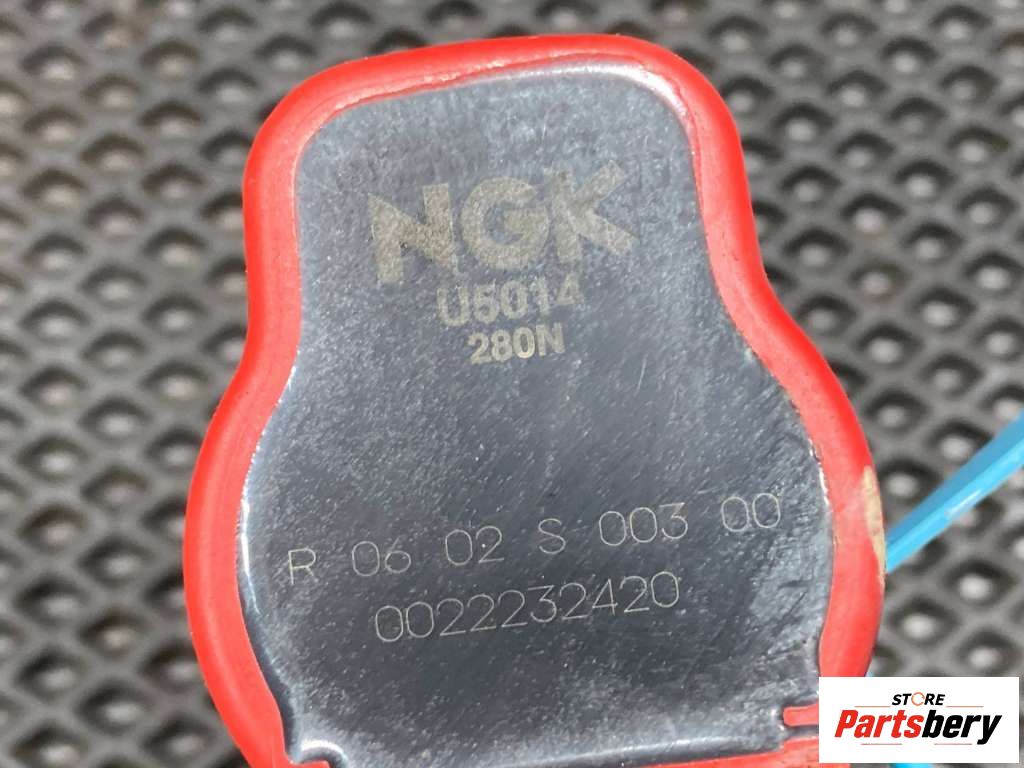 NGK
U5014
280N
R 06 02 S 003 00
0022232420
STORE
Partsbery